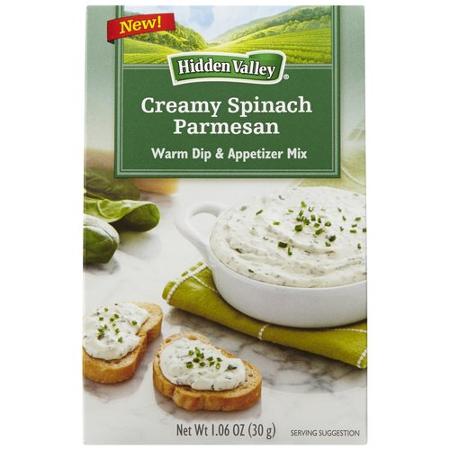 New!
Hidden Valley®
Creamy Spinach
Parmesan
Warm Dip & Appetizer Mix
Net Wt 1.06 OZ (30 g)
SERVING SUGGESTION